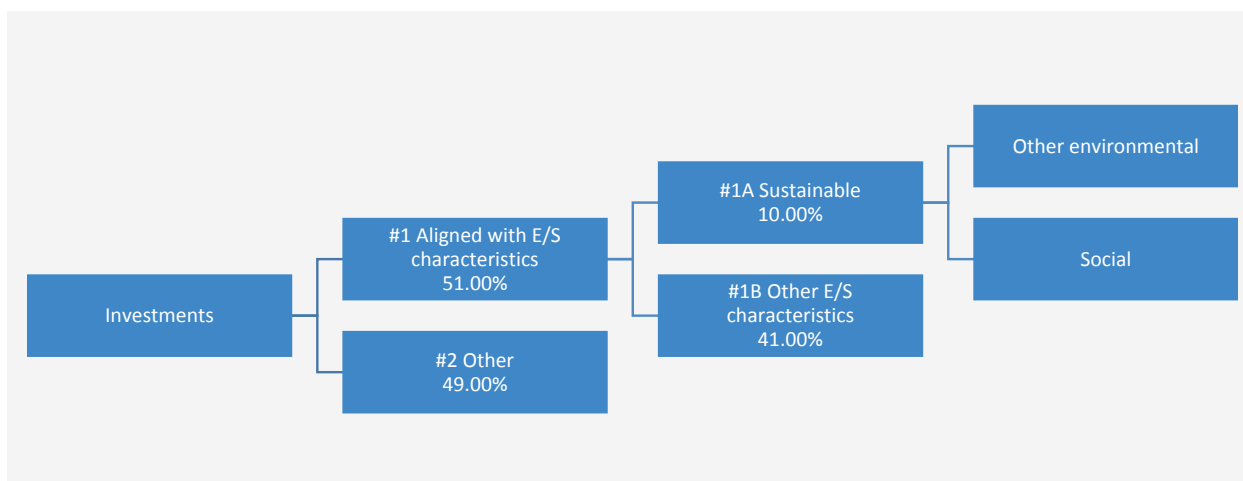 Investments
#1 Aligned with E/S
characteristics
51.00%
#2 Other
49.00%
#1A Sustainable
10.00%
#1B Other E/S
characteristics
41.00%
Other environmental
Social